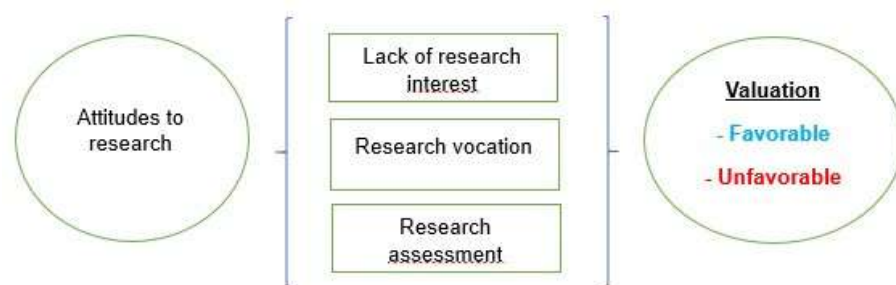 Attitudes to
research
Lack of research
interest
Research vocation
Research
assessment
Valuation
- Favorable
- Unfavorable